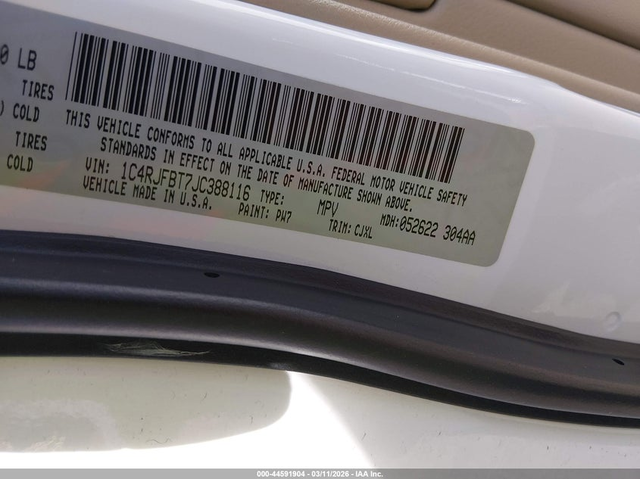 0 LB
TIRES
) COLD
TIRES
COLD
THIS VEHICLE CONFORMS TO ALL APPLICABLE U.S.A. FEDERAL MOTOR VEHICLE SAFETY
STANDARDS IN EFFECT ON THE DATE OF MANUFACTURE SHOWN ABOVE.
VIN: 1C4RJFBT7JC388116 TYPE: MPV MDH: 052622 304AA
VEHICLE MADE IN U.S.A. PAINT: PW7 TRIM: CJXL
000-44591904 - 03/11/2026 - IAA Inc.